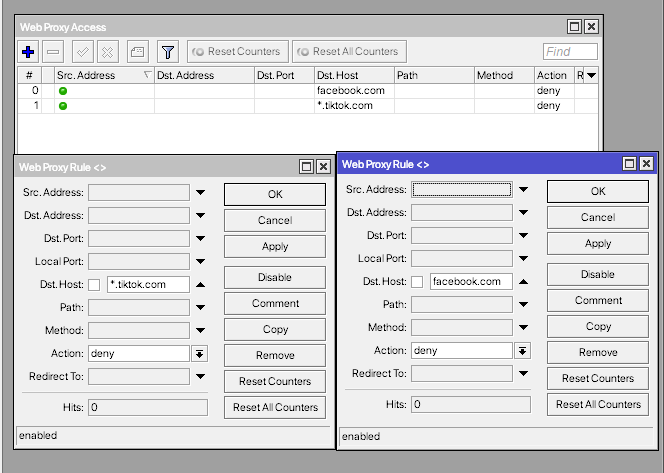 Web Proxy Access
Reset Counters Reset All Counters Find
# Src. Address Dst. Address Dst. Port Dst. Host Path Method Action R
0 facebook.com deny
1 *.tiktok.com deny
Web Proxy Rule <>
Src. Address: OK
Dst. Address: Cancel
Dst. Port: Apply
Local Port:
Dst. Host: *.tiktok.com Disable
Path: Comment
Method: Copy
Action: deny Remove
Redirect To: Reset Counters
Hits: 0 Reset All Counters
enabled
Web Proxy Rule <>
Src. Address: OK
Dst. Address: Cancel
Dst. Port: Apply
Local Port:
Dst. Host: facebook.com Disable
Path: Comment
Method: Copy
Action: deny Remove
Redirect To: Reset Counters
Hits: 0 Reset All Counters
enabled